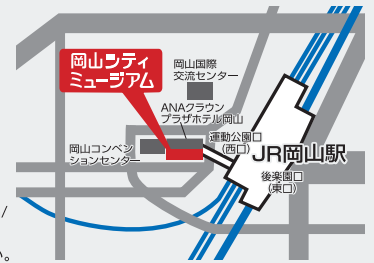 岡山シティ
ミュージアム
岡山国際
交流センター
ANAクラウン
プラザホテル岡山
運動公園口
(西口)
岡山コンベン
ションセンター
JR岡山駅
後楽園口
(東口)
/
い。